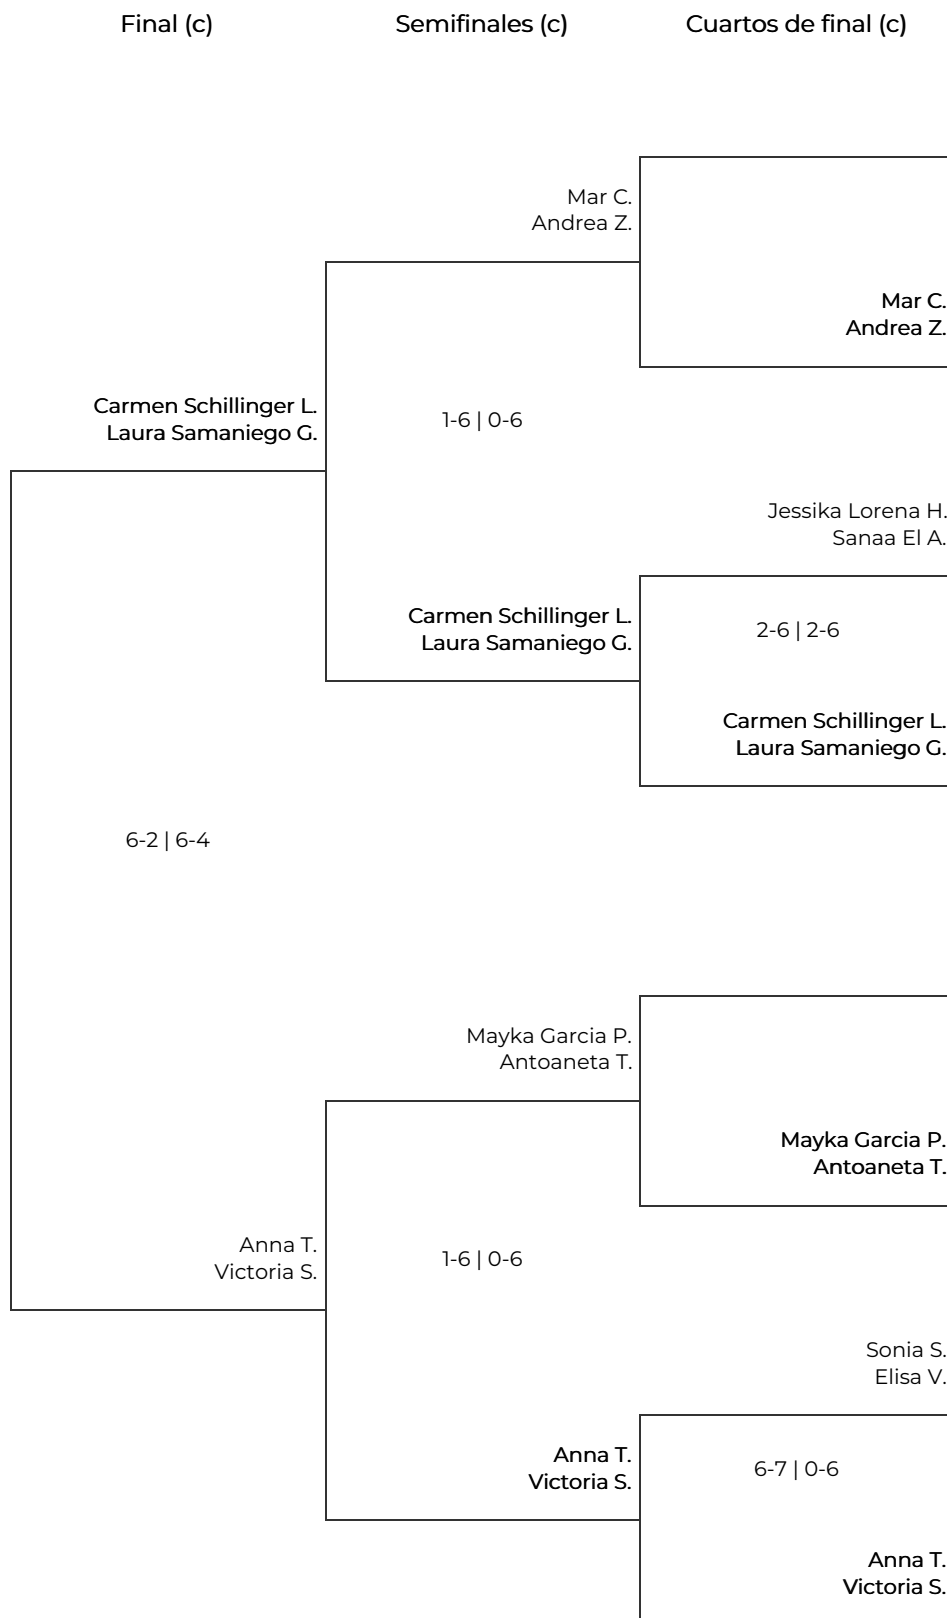 Final (c)
Semifinales (c)
Cuartos de final (c)
Mar C.
Andrea Z.
Mar C.
Andrea Z.
Carmen Schillinger L.
Laura Samaniego G.
1-6 | 0-6
Jessika Lorena H.
Sanaa El A.
Carmen Schillinger L.
Laura Samaniego G.
2-6 | 2-6
Carmen Schillinger L.
Laura Samaniego G.
6-2 | 6-4
Mayka Garcia P.
Antoaneta T.
Mayka Garcia P.
Antoaneta T.
Anna T.
Victoria S.
1-6 | 0-6
Sonia S.
Elisa V.
Anna T.
Victoria S.
6-7 | 0-6
Anna T.
Victoria S.